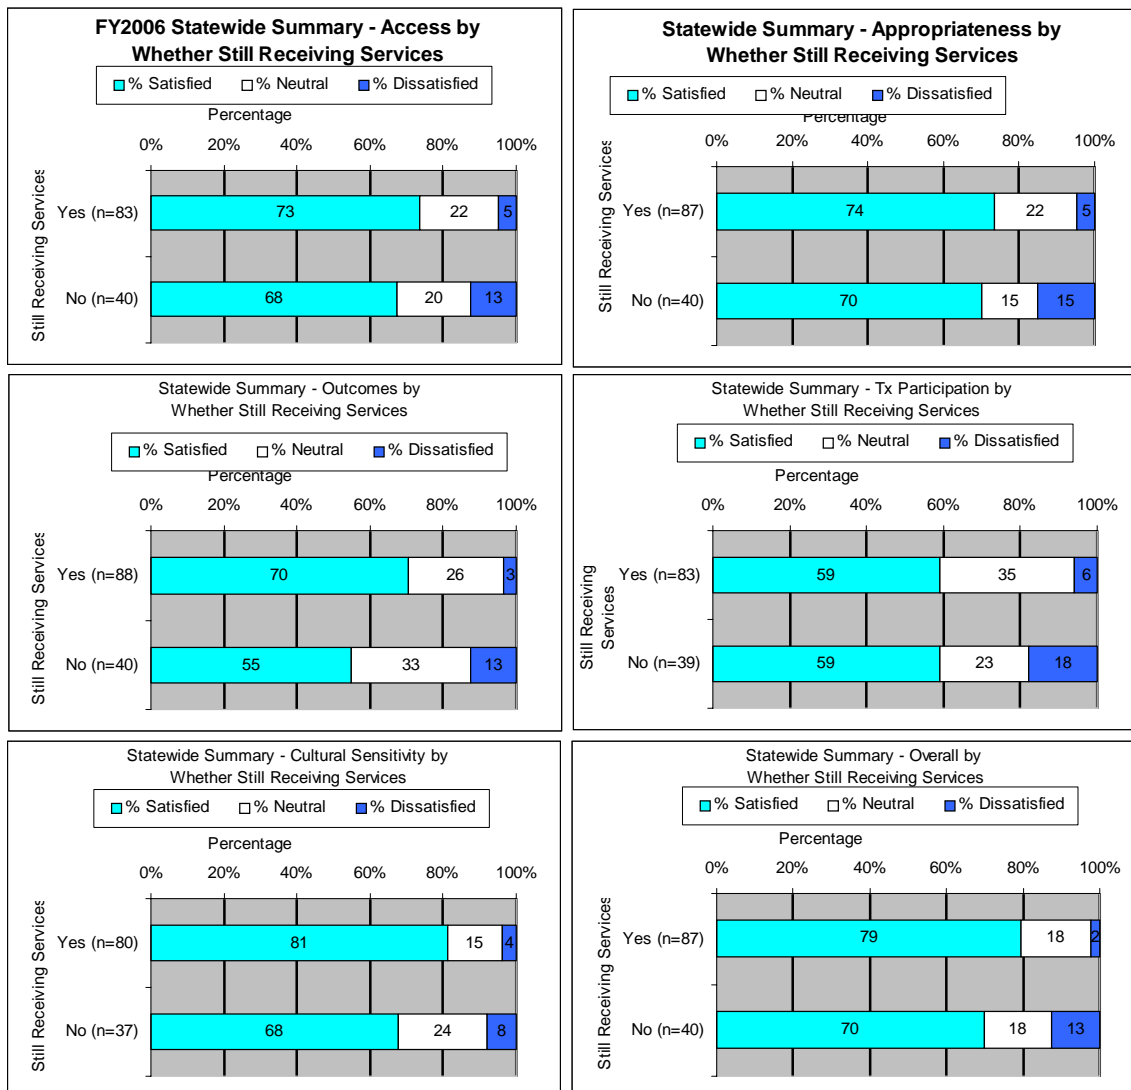 FY2006 Statewide Summary - Access by
Whether Still Receiving Services
% Satisfied % Neutral % Dissatisfied
Percentage
0% 20% 40% 60% 80% 100%
Still Receiving Services
Yes (n=83)
73 22 5
No (n=40)
68 20 13
Statewide Summary - Appropriateness by
Whether Still Receiving Services
% Satisfied % Neutral % Dissatisfied
Percentage
0% 20% 40% 60% 80% 100%
Still Receiving Services
Yes (n=87)
74 22 5
No (n=40)
70 15 15
Statewide Summary - Outcomes by
Whether Still Receiving Services
% Satisfied % Neutral % Dissatisfied
Percentage
0% 20% 40% 60% 80% 100%
Still Receiving Services
Yes (n=88)
70 26 3
No (n=40)
55 33 13
Statewide Summary - Tx Participation by
Whether Still Receiving Services
% Satisfied % Neutral % Dissatisfied
Percentage
0% 20% 40% 60% 80% 100%
Still Receiving
Services
Yes (n=83)
59 35 6
No (n=39)
59 23 18
Statewide Summary - Cultural Sensitivity by
Whether Still Receiving Services
% Satisfied % Neutral % Dissatisfied
Percentage
0% 20% 40% 60% 80% 100%
Still Receiving Services
Yes (n=80)
81 15 4
No (n=37)
68 24 8
Statewide Summary - Overall by
Whether Still Receiving Services
% Satisfied % Neutral % Dissatisfied
Percentage
0% 20% 40% 60% 80% 100%
Still Receiving Services
Yes (n=87)
79 18 2
No (n=40)
70 18 13